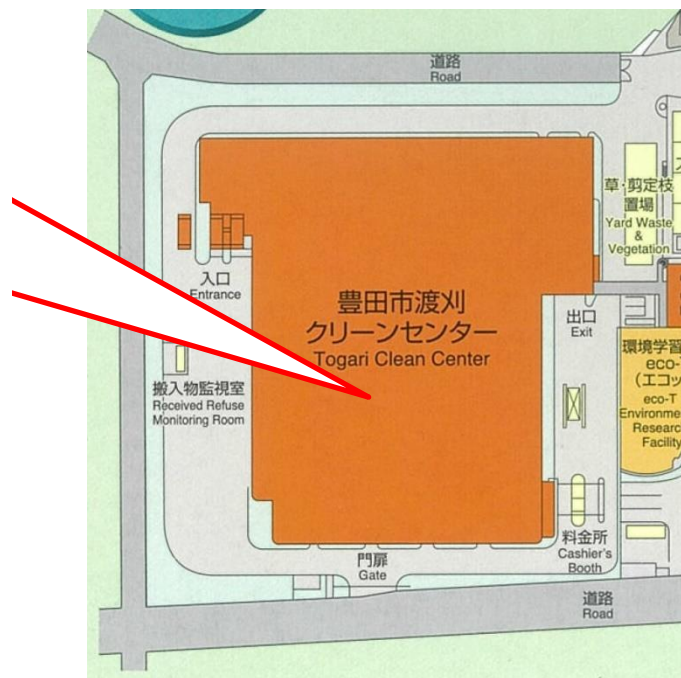 道路
Road
草・剪定枝
置場
Yard Waste
&
Vegetation
入口
Entrance
豊田市渡刈
クリーンセンター
Togari Clean Center
出口
Exit
環境学習
eco-T
(エコッ
eco-T
Environme
Researc
Facility
搬入物監視室
Received Refuse
Monitoring Room
料金所
Cashier's
Booth
門扉
Gate
道路
Road